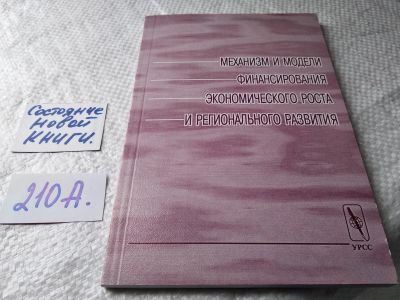 МЕХАНИЗМ И МОДЕЛИ
ФИНАНСИРОВАНИЯ
ЭКОНОМИЧЕСКОГО РОСТА
И РЕГИОНАЛЬНОГО РАЗВИТИЯ
УРСС
Состояние
новой
книги.
210А.